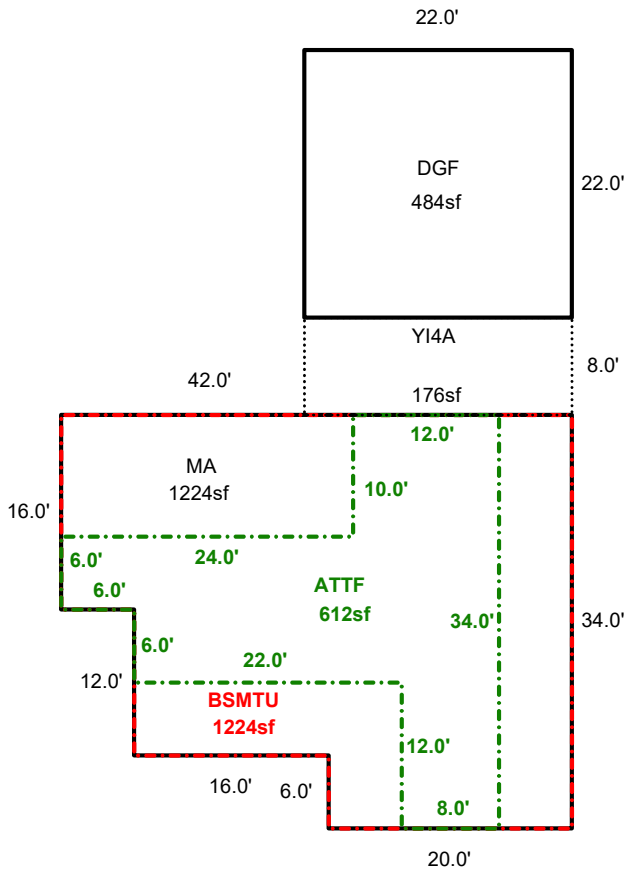 22.0'
DGF
484sf
22.0'
YI4A
8.0'
42.0'
176sf
12.0'
MA
1224sf
10.0'
16.0'
6.0'
24.0'
6.0'
ATTF
612sf
34.0'
34.0'
6.0'
22.0'
12.0'
BSMTU
1224sf
12.0'
16.0'
6.0'
8.0'
20.0'